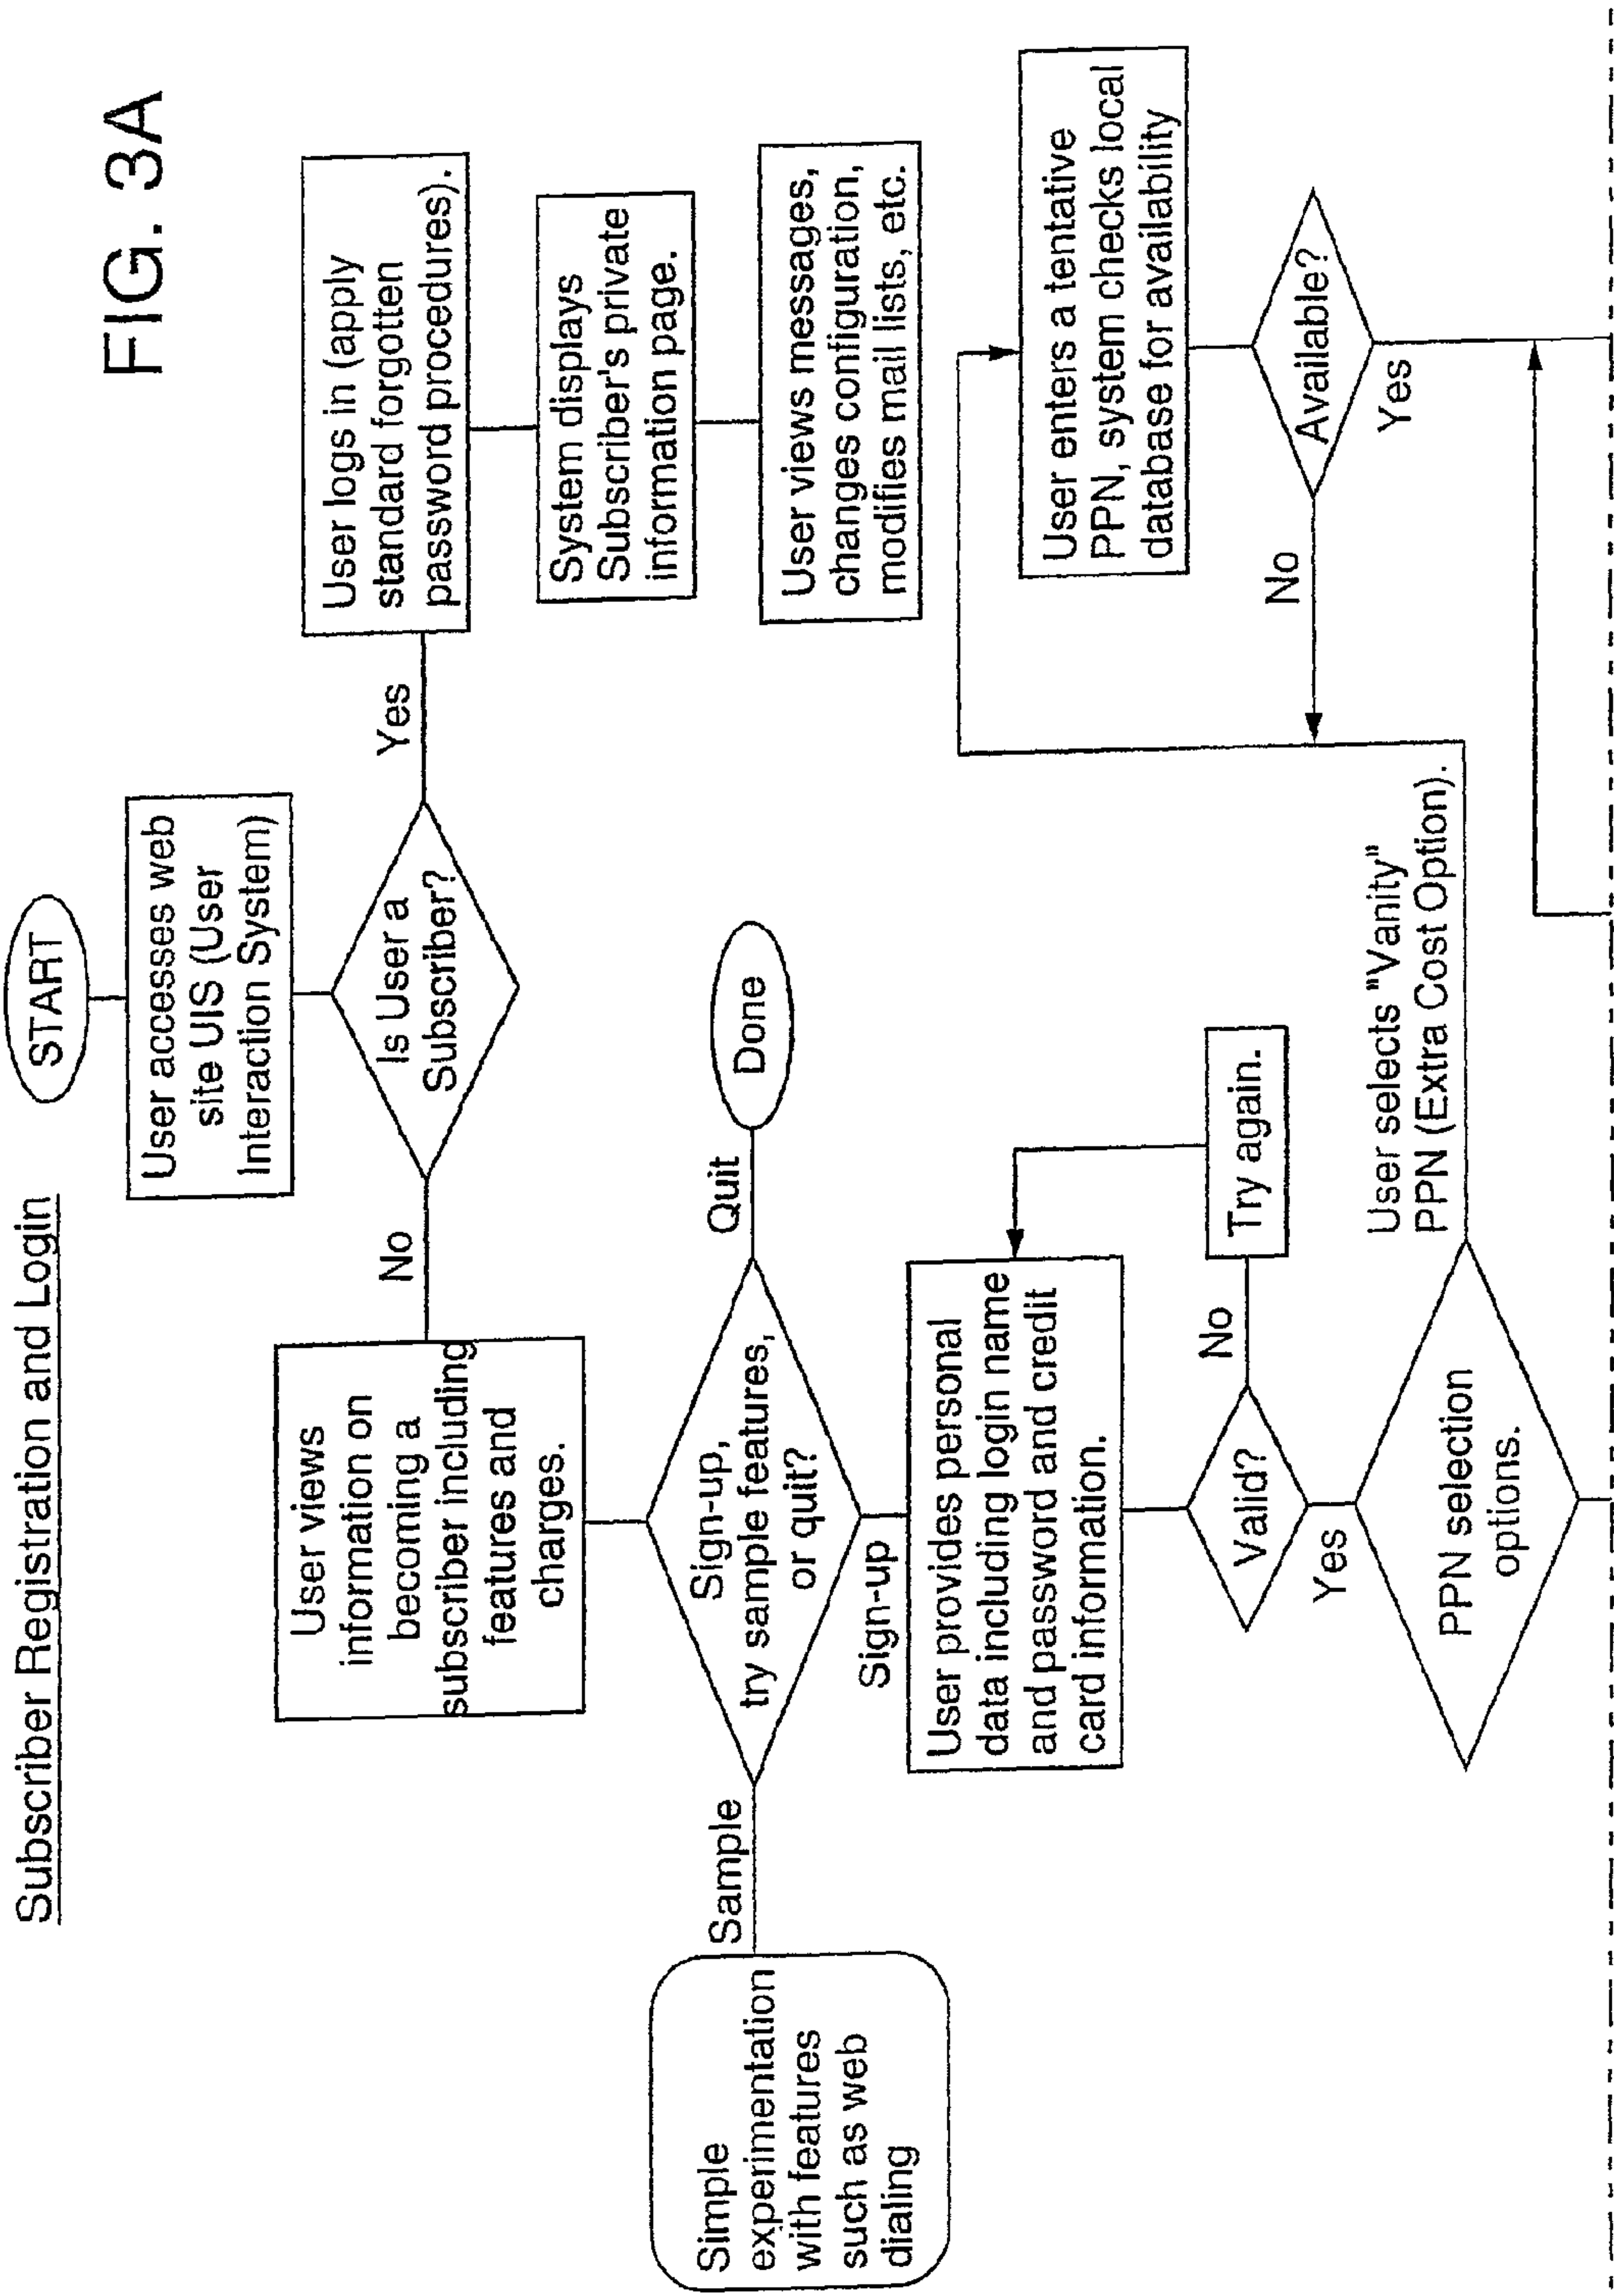 Subscriber Registration and Login
FIG. 3A
START
User accesses web
site UIS (User
Interaction System)
Is User a
Subscriber?
No
Yes
User views
information on
becoming a
subscriber including
features and
charges.
User logs in (apply
standard forgotten
password procedures).
System displays
Subscriber's private
information page.
User views messages,
changes configuration,
modifies mail lists, etc.
Sign-up,
try sample features,
or quit?
Sample
Quit
Done
Simple
experimentation
with features
such as web
dialing
Sign-up
User provides personal
data including login name
and password and credit
card information.
Valid?
No
Try again.
Yes
PPN selection
options.
User selects "Vanity"
PPN (Extra Cost Option).
User enters a tentative
PPN, system checks local
database for availability
Available?
No
Yes